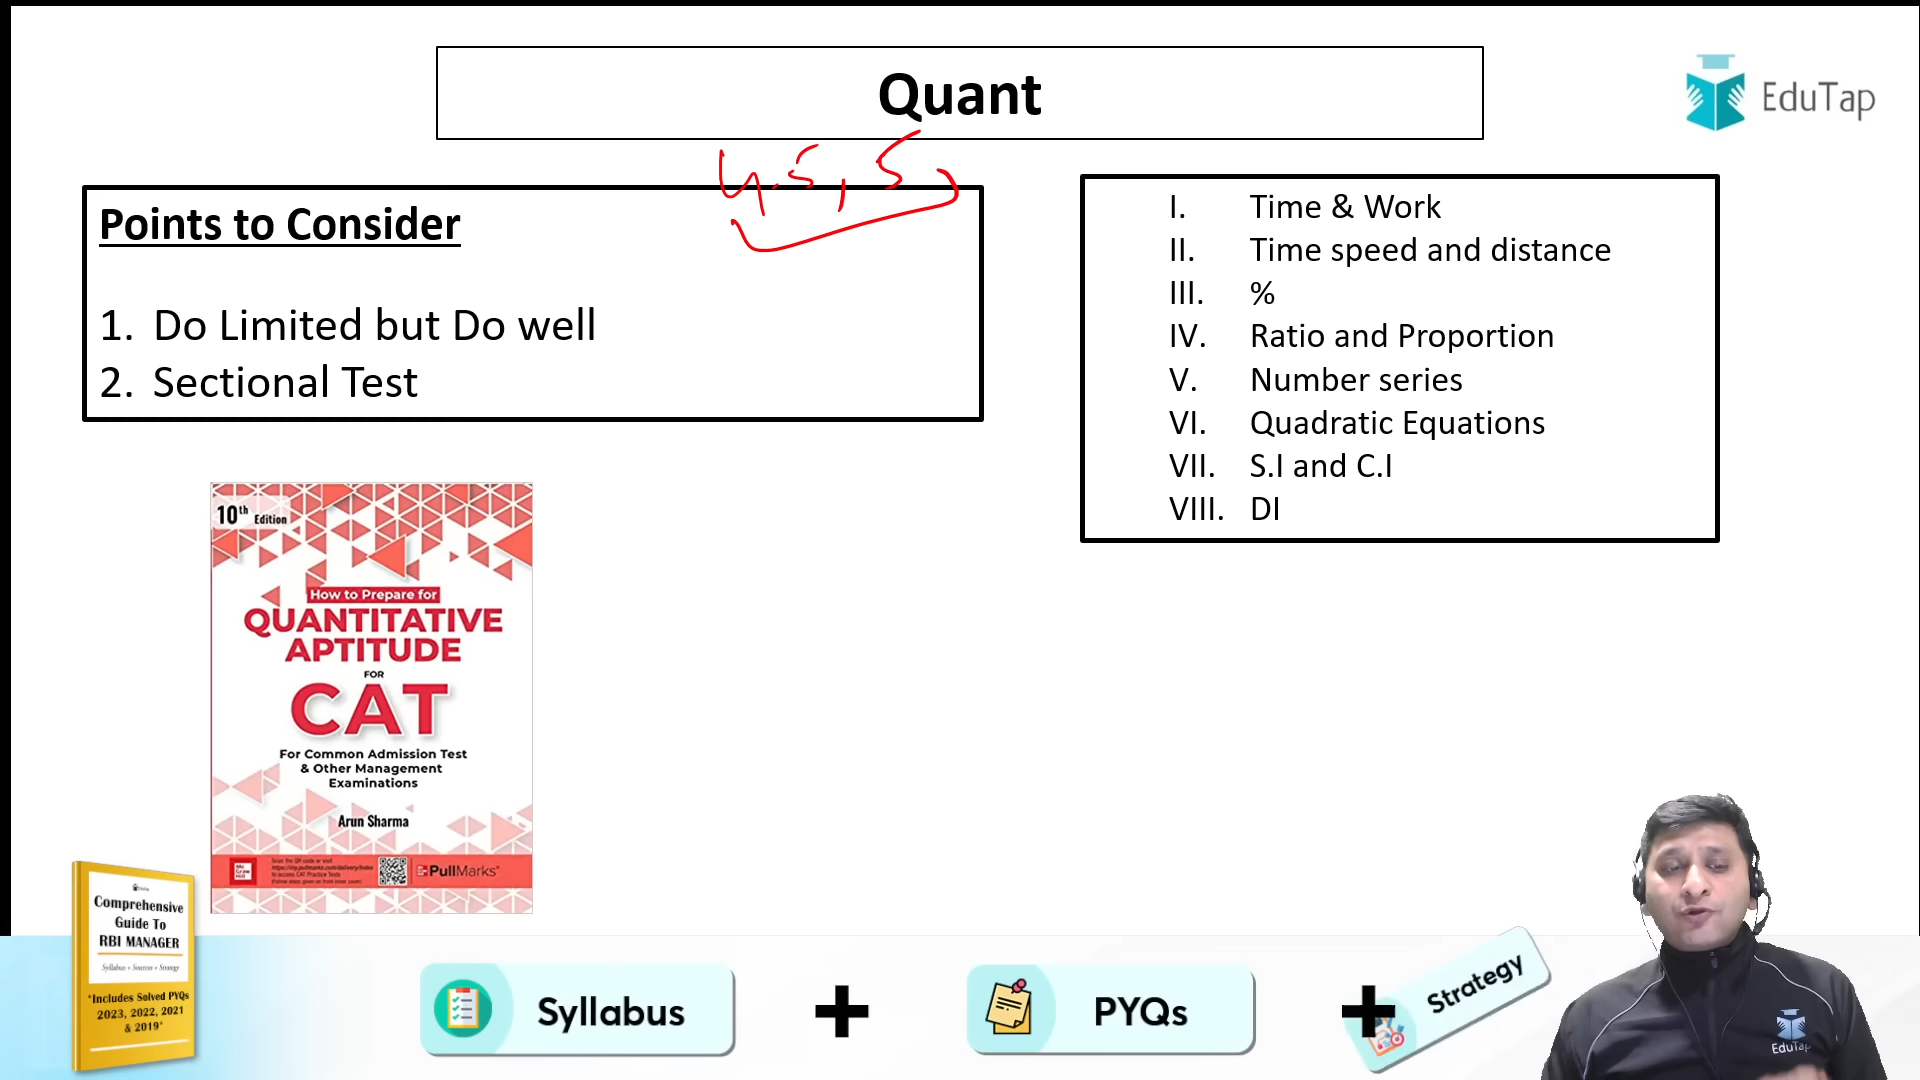 Quant
EduTap
4.5, 5
Points to Consider
1. Do Limited but Do well
2. Sectional Test
I. Time & Work
II. Time speed and distance
III. %
IV. Ratio and Proportion
V. Number series
VI. Quadratic Equations
VII. S.I and C.I
VIII. DI
10th Edition
How to Prepare for
QUANTITATIVE
APTITUDE
FOR
CAT
For Common Admission Test
& Other Management
Examinations
Arun Sharma
PullMarks
Comprehensive
Guide To
RBI MANAGER
Syllabus + Sources + Strategy
*Includes Solved PYQs
2023, 2022, 2021
& 2019*
Syllabus
+
PYQs
+
Strategy
EduTap